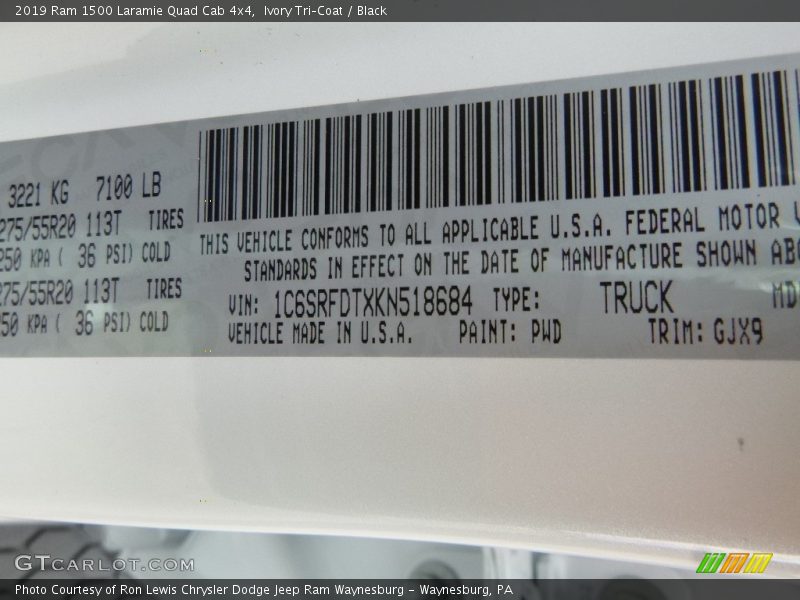 2019 Ram 1500 Laramie Quad Cab 4x4, Ivory Tri-Coat / Black
3221 KG 7100 LB
275/55R20 113T TIRES
250 KPA ( 36 PSI) COLD
275/55R20 113T TIRES
250 KPA ( 36 PSI) COLD
THIS VEHICLE CONFORMS TO ALL APPLICABLE U.S.A. FEDERAL MOTOR
STANDARDS IN EFFECT ON THE DATE OF MANUFACTURE SHOWN ABO
VIN: 1C6SRFDTXKN518684 TYPE: TRUCK MD
VEHICLE MADE IN U.S.A. PAINT: PWD TRIM: GJX9
GTCARLOT.COM
Photo Courtesy of Ron Lewis Chrysler Dodge Jeep Ram Waynesburg - Waynesburg, PA